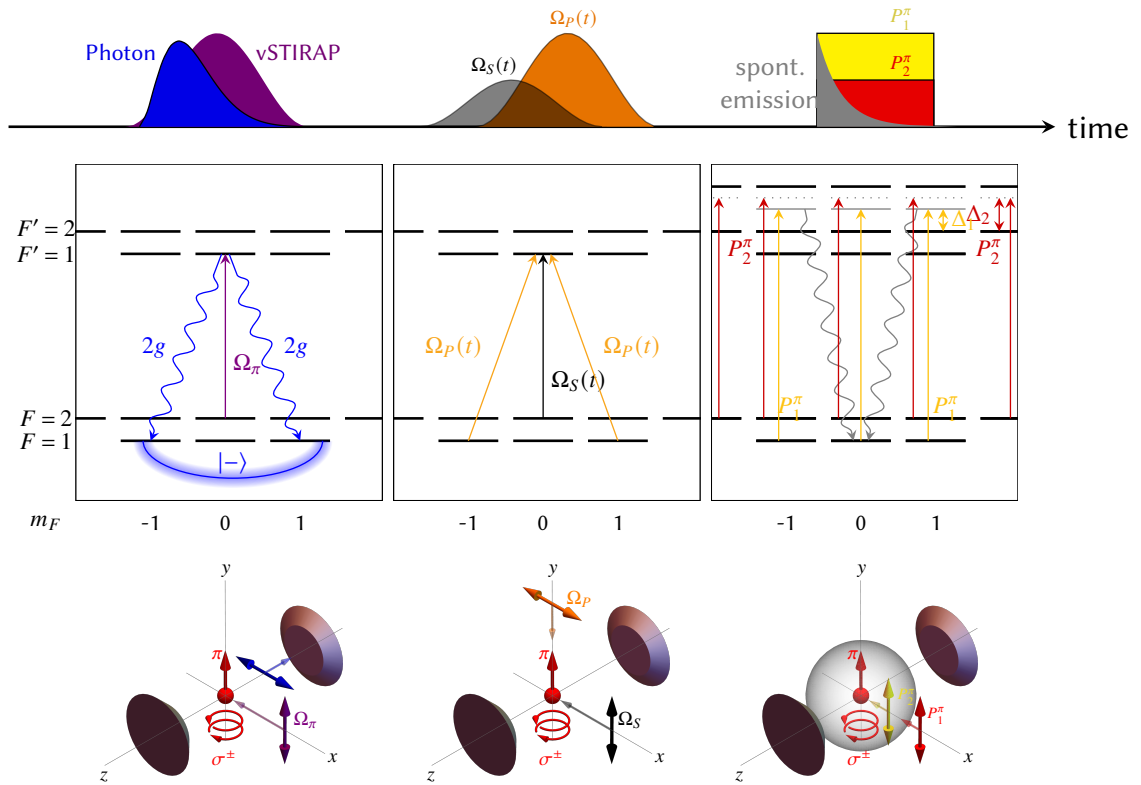 Photon
vSTIRAP
Ω_S(t)
Ω_P(t)
spont.
emission
P_1^π
P_2^π
time
F′ = 2
F′ = 1
2g
Ω_π
2g
F = 2
F = 1
|−⟩
Ω_P(t)
Ω_P(t)
Ω_S(t)
P_2^π
Δ_1
Δ_2
P_2^π
P_1^π
P_1^π
m_F
-1 0 1
-1 0 1
-1 0 1
y
π
Ω_π
σ^±
x
z
y
Ω_P
π
Ω_S
σ^±
x
z
y
π
P_2^π
P_1^π
σ^±
x
z